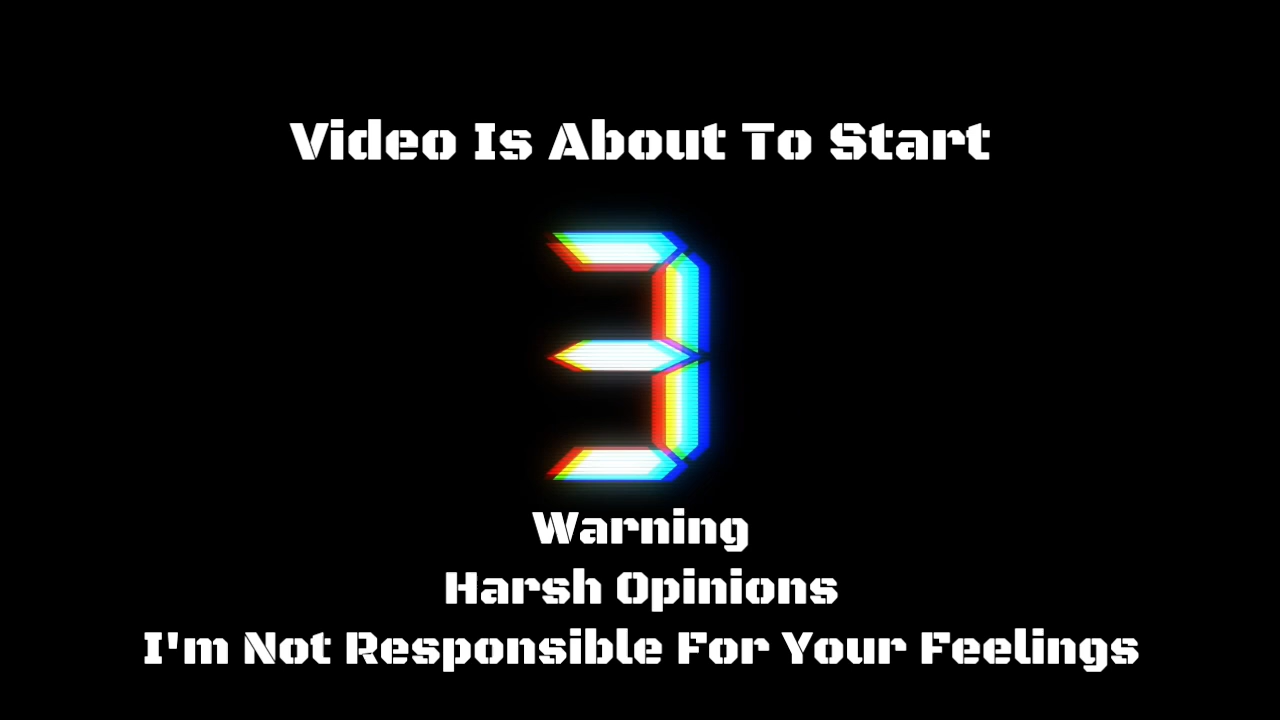 Video Is About To Start
3
Warning
Harsh Opinions
I'm Not Responsible For Your Feelings